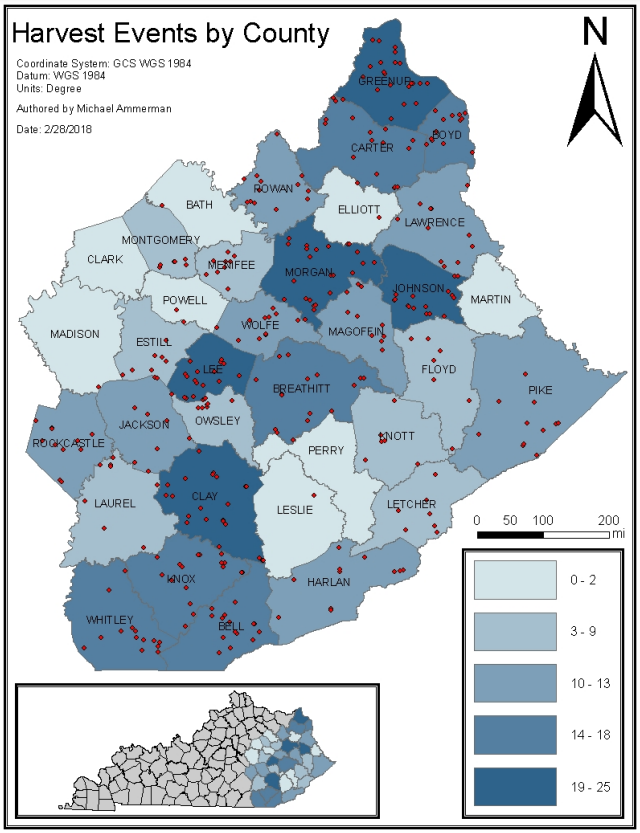 Harvest Events by County
Coordinate System: GCS WGS 1984
Datum: WGS 1984
Units: Degree
Authored by Michael Ammerman
Date: 2/28/2018
N
GREENUP
BOYD
CARTER
ROWAN
BATH
ELLIOTT
LAWRENCE
MONTGOMERY
CLARK
MENIFEE
MORGAN
JOHNSON
MARTIN
POWELL
MADISON
WOLFE
MAGOFFIN
ESTILL
LEE
FLOYD
BREATHITT
PIKE
JACKSON
OWSLEY
ROCKCASTLE
KNOTT
PERRY
CLAY
LAUREL
LESLIE
LETCHER
0 50 100 200
mi
KNOX
HARLAN
WHITLEY
BELL
0 - 2
3 - 9
10 - 13
14 - 18
19 - 25